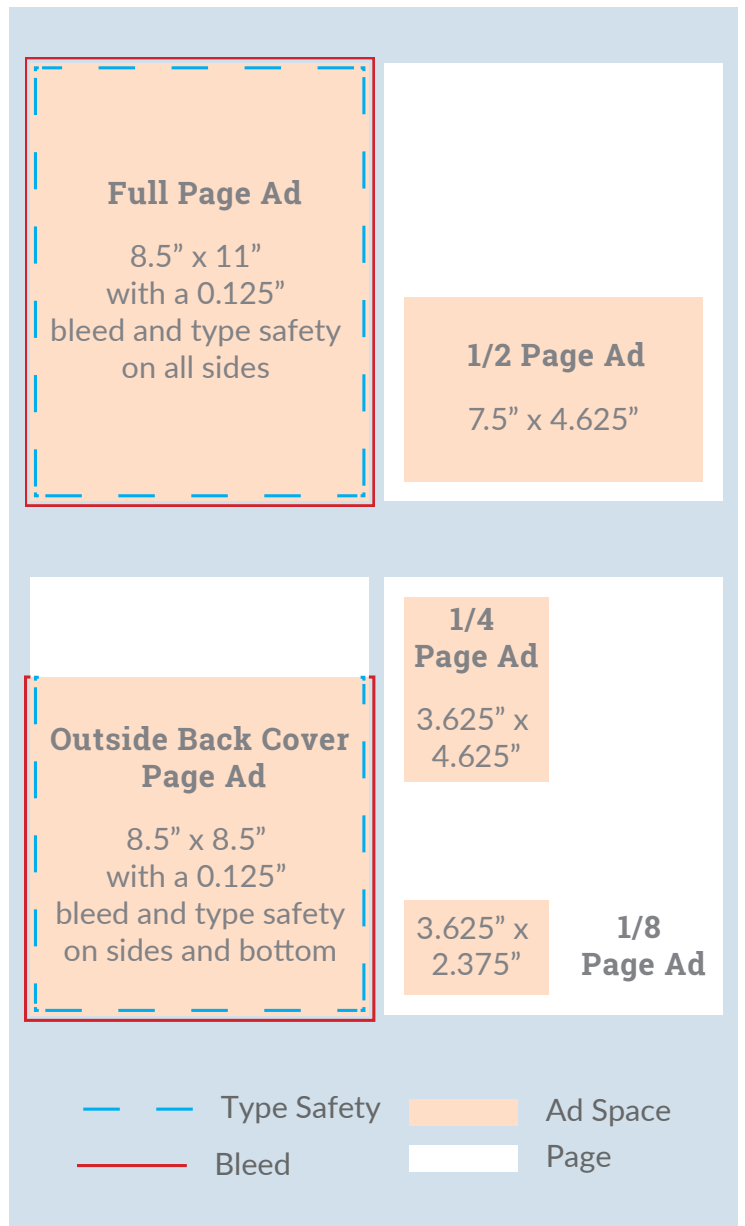 Full Page Ad
8.5” x 11”
with a 0.125”
bleed and type safety
on all sides
1/2 Page Ad
7.5” x 4.625”
Outside Back Cover
Page Ad
8.5” x 8.5”
with a 0.125”
bleed and type safety
on sides and bottom
1/4
Page Ad
3.625” x
4.625”
3.625” x
2.375”
1/8
Page Ad
Type Safety
Ad Space
Bleed
Page